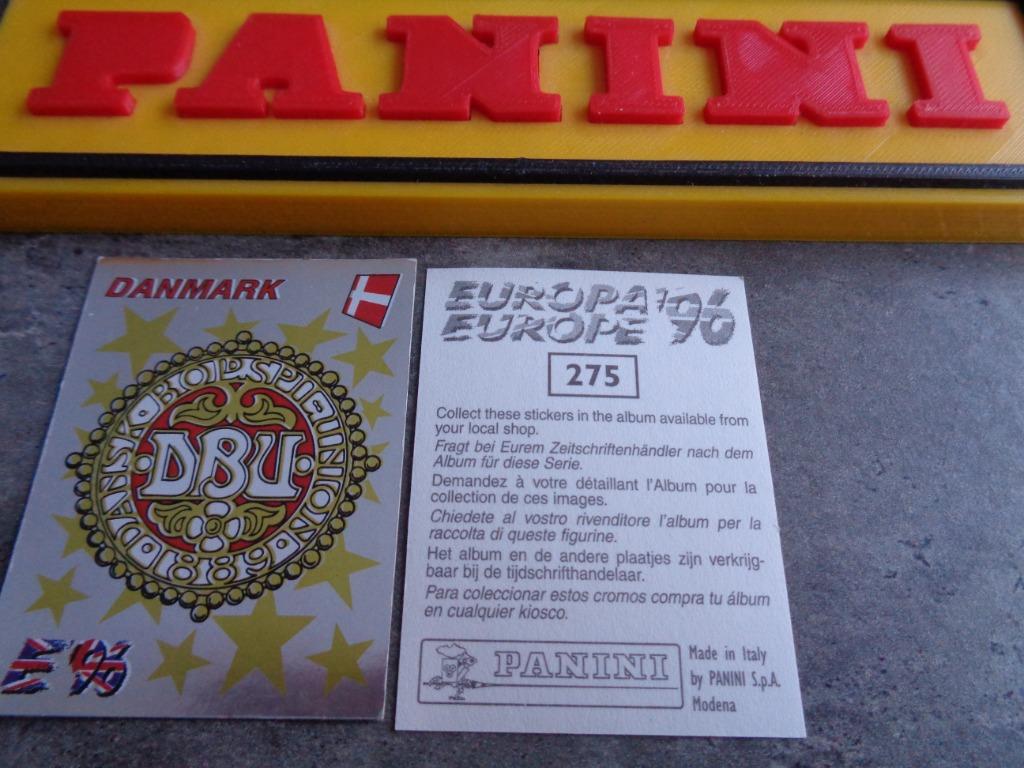 PANINI
DANMARK
DANSK BOLDSPIL UNION
DBU
1889
E'96
EUROPA
EUROPE '96
275
Collect these stickers in the album available from
your local shop.
Fragt bei Eurem Zeitschriftenhändler nach dem
Album für diese Serie.
Demandez à votre détaillant l'Album pour la
collection de ces images.
Chiedete al vostro rivenditore l'album per la
raccolta di queste figurine.
Het album en de andere plaatjes zijn verkrijg-
baar bij de tijdschrifthandelaar.
Para coleccionar estos cromos compra tu álbum
en cualquier kiosco.
PANINI
Made in Italy
by PANINI S.p.A.
Modena